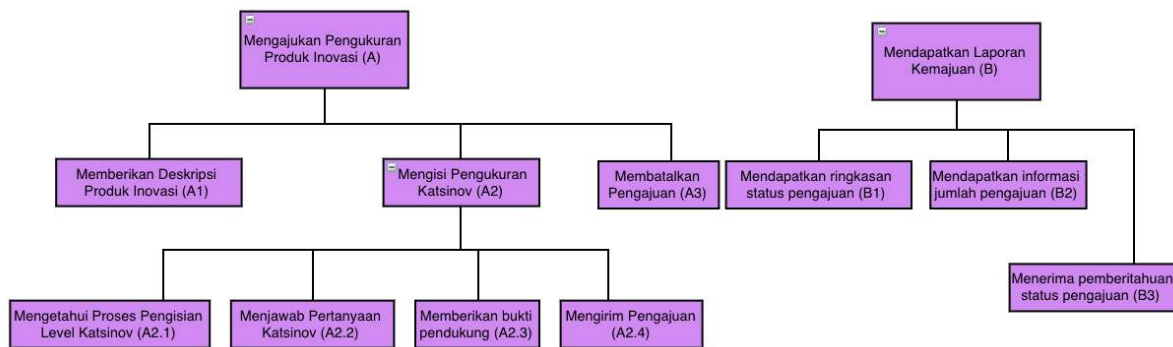 Mengajukan Pengukuran
Produk Inovasi (A)
Mendapatkan Laporan
Kemajuan (B)
Memberikan Deskripsi
Produk Inovasi (A1)
Mengisi Pengukuran
Katsinov (A2)
Membatalkan
Pengajuan (A3)
Mendapatkan ringkasan
status pengajuan (B1)
Mendapatkan informasi
jumlah pengajuan (B2)
Menerima pemberitahuan
status pengajuan (B3)
Mengetahui Proses Pengisian
Level Katsinov (A2.1)
Menjawab Pertanyaan
Katsinov (A2.2)
Memberikan bukti
pendukung (A2.3)
Mengirim Pengajuan
(A2.4)